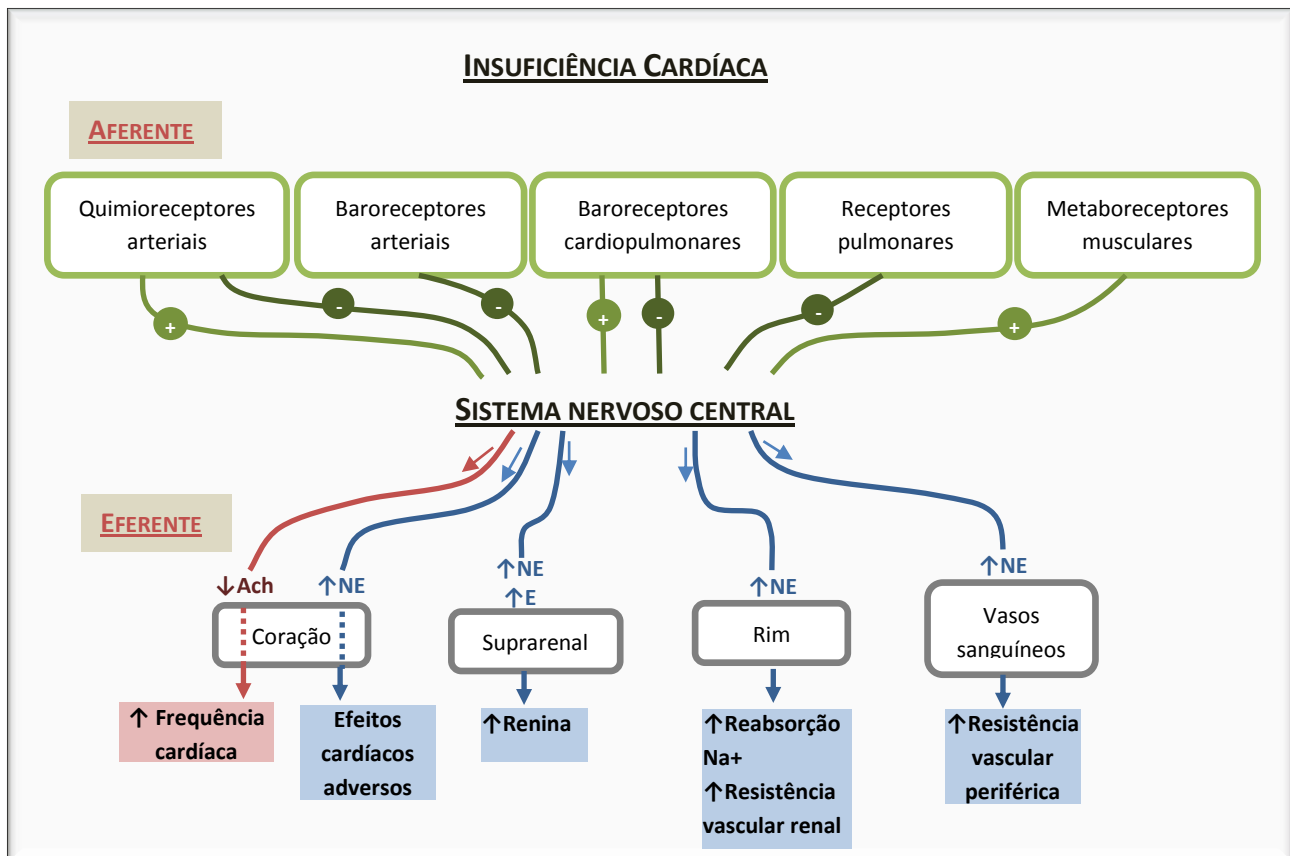 INSUFICIÊNCIA CARDÍACA
AFERENTE
Quimioreceptores
arteriais
Baroreceptores
arteriais
Baroreceptores
cardiopulmonares
Receptores
pulmonares
Metaboreceptores
musculares
+
-
-
+
-
-
+
SISTEMA NERVOSO CENTRAL
EFERENTE
↓Ach
↑NE
↑NE
↑E
↑NE
↑NE
Coração
Suprarenal
Rim
Vasos
sanguíneos
↑ Frequência
cardíaca
Efeitos
cardíacos
adversos
↑Renina
↑Reabsorção
Na+
↑Resistência
vascular renal
↑Resistência
vascular
periférica